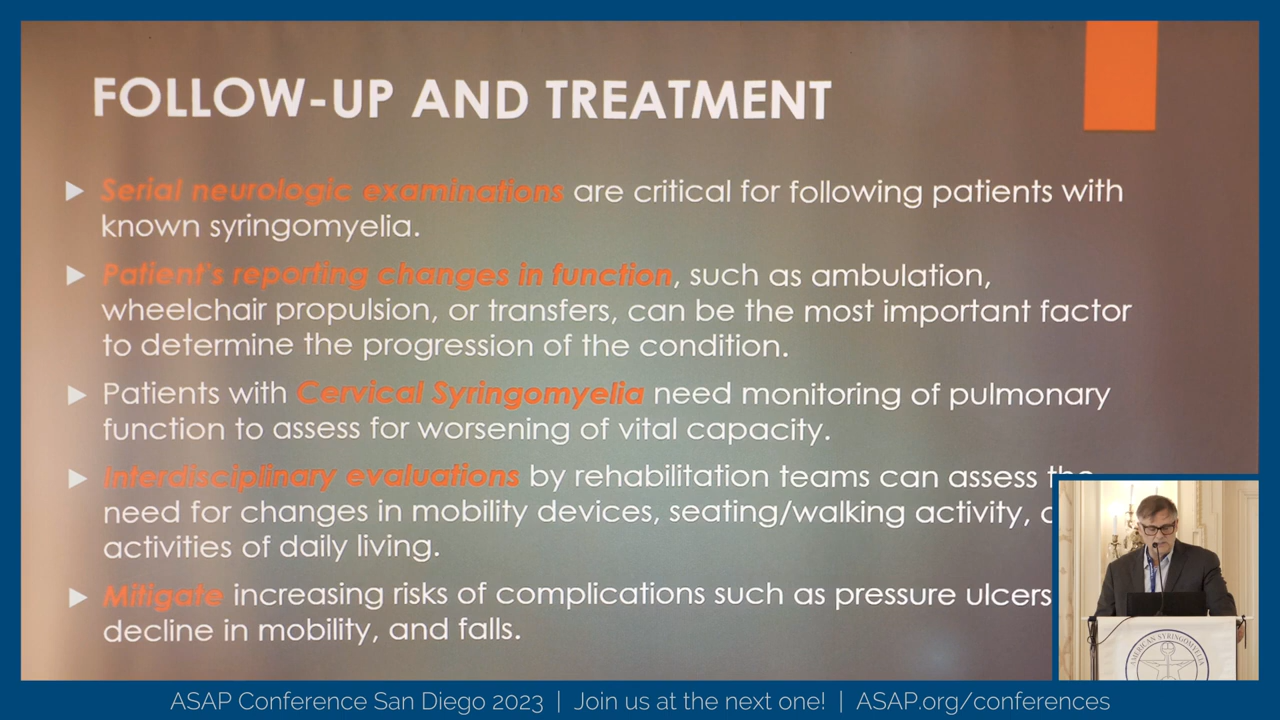 FOLLOW-UP AND TREATMENT
► Serial neurologic examinations are critical for following patients with
known syringomyelia.
► Patient's reporting changes in function, such as ambulation,
wheelchair propulsion, or transfers, can be the most important factor
to determine the progression of the condition.
► Patients with Cervical Syringomyelia need monitoring of pulmonary
function to assess for worsening of vital capacity.
► Interdisciplinary evaluations by rehabilitation teams can assess the
need for changes in mobility devices, seating/walking activity,
activities of daily living.
► Mitigate increasing risks of complications such as pressure ulcers
decline in mobility, and falls.
AMERICAN SYRINGOMYELIA
ASAP Conference San Diego 2023 | Join us at the next one! | ASAP.org/conferences